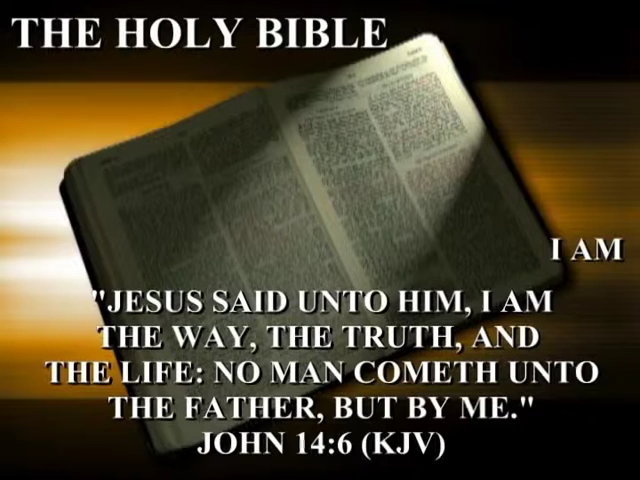 THE HOLY BIBLE
I AM
"JESUS SAID UNTO HIM, I AM
THE WAY, THE TRUTH, AND
THE LIFE: NO MAN COMETH UNTO
THE FATHER, BUT BY ME."
JOHN 14:6 (KJV)